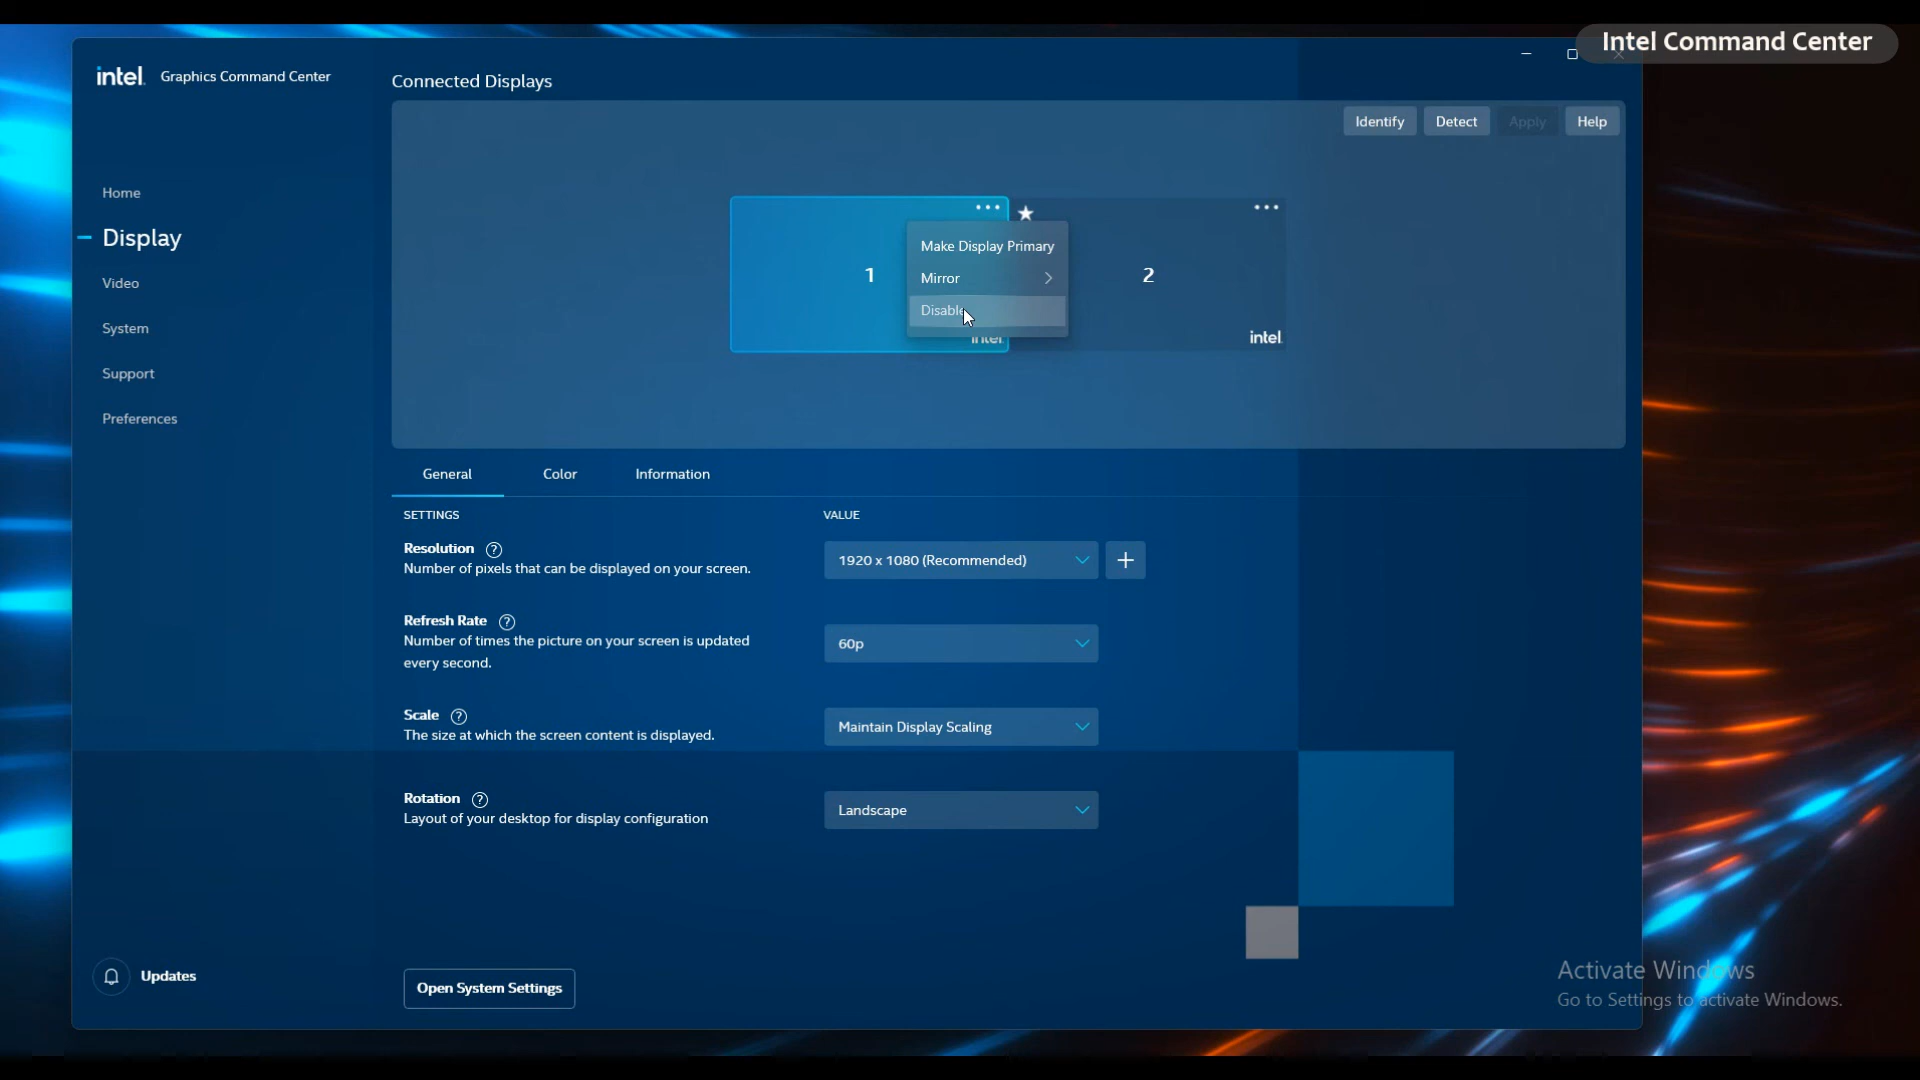 Intel Command Center
intel. Graphics Command Center
Connected Displays
Identify
Detect
Apply
Help
Home
Display
Video
System
Support
Preferences
1
Make Display Primary
Mirror
Disable
intel.
2
intel.
General
Color
Information
SETTINGS
VALUE
Resolution ?
Number of pixels that can be displayed on your screen.
1920 x 1080 (Recommended)
Refresh Rate ?
Number of times the picture on your screen is updated
every second.
60p
Scale ?
The size at which the screen content is displayed.
Maintain Display Scaling
Rotation ?
Layout of your desktop for display configuration
Landscape
Updates
Open System Settings
Activate Windows
Go to Settings to activate Windows.